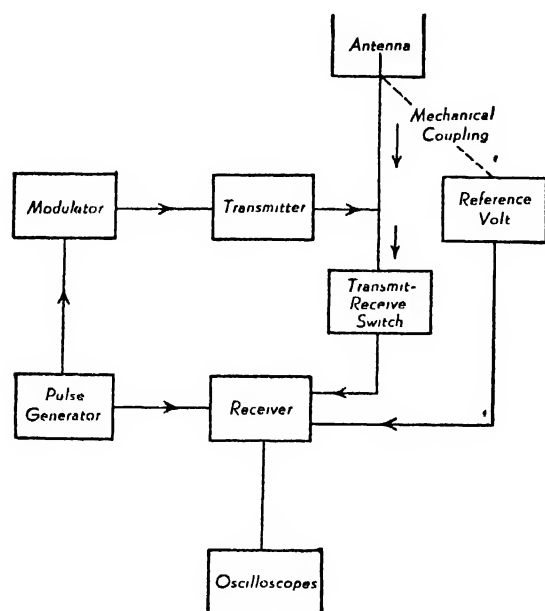 Antenna
Mechanical
Coupling
Modulator
Transmitter
Reference
Volt
Transmit-
Receive
Switch
Pulse
Generator
Receiver
Oscilloscopes